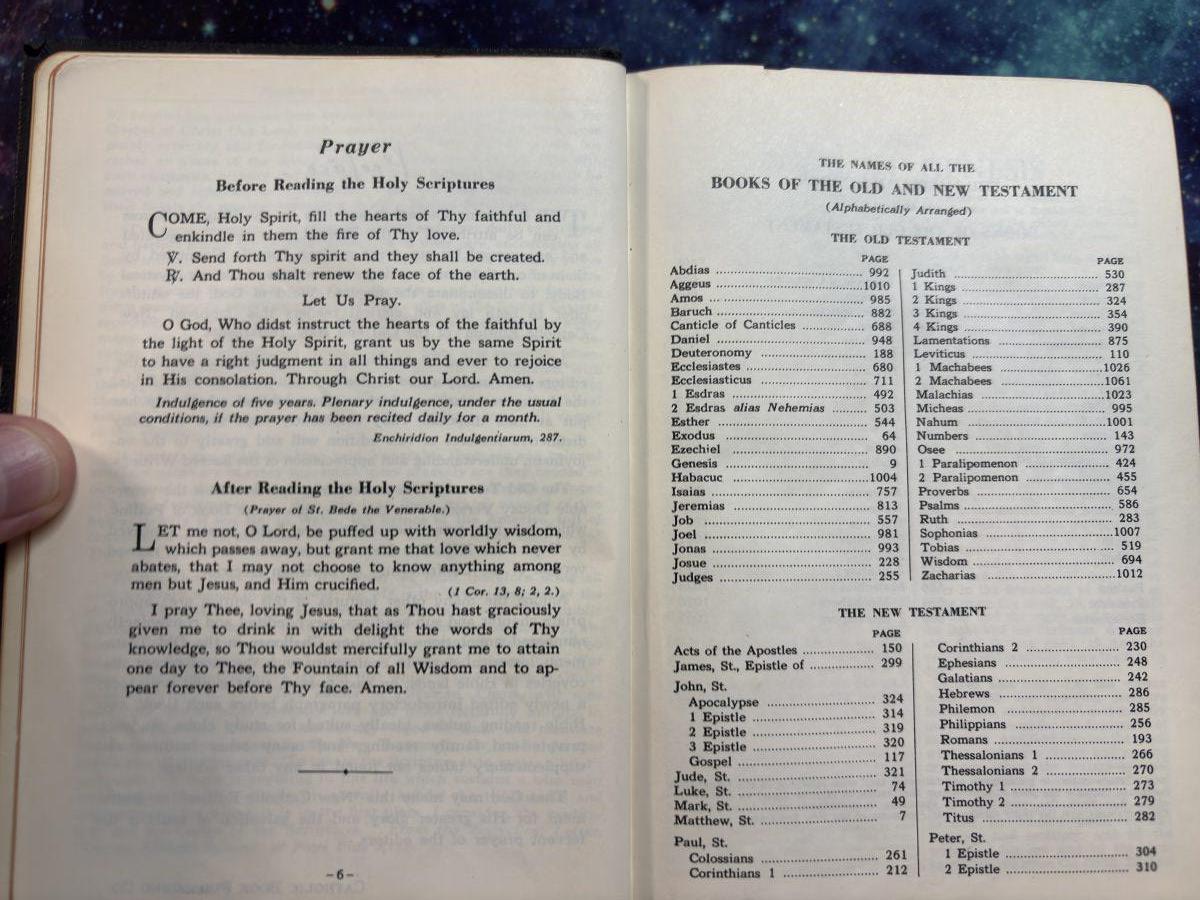 Prayer
Before Reading the Holy Scriptures
COME, Holy Spirit, fill the hearts of Thy faithful and
enkindle in them the fire of Thy love.
℣. Send forth Thy spirit and they shall be created.
℟. And Thou shalt renew the face of the earth.
Let Us Pray.
O God, Who didst instruct the hearts of the faithful by
the light of the Holy Spirit, grant us by the same Spirit
to have a right judgment in all things and ever to rejoice
in His consolation. Through Christ our Lord. Amen.
Indulgence of five years. Plenary indulgence, under the usual
conditions, if the prayer has been recited daily for a month.
Enchiridion Indulgentiarum, 287.
After Reading the Holy Scriptures
(Prayer of St. Bede the Venerable.)
LET me not, O Lord, be puffed up with worldly wisdom,
which passes away, but grant me that love which never
abates, that I may not choose to know anything among
men but Jesus, and Him crucified. (1 Cor. 13, 8; 2, 2.)
I pray Thee, loving Jesus, that as Thou hast graciously
given me to drink in with delight the words of Thy
knowledge, so Thou wouldst mercifully grant me to attain
one day to Thee, the Fountain of all Wisdom and to ap-
pear forever before Thy face. Amen.
-6-
THE NAMES OF ALL THE
BOOKS OF THE OLD AND NEW TESTAMENT
(Alphabetically Arranged)
THE OLD TESTAMENT
PAGE
Abdias 992
Aggeus 1010
Amos 985
Baruch 882
Canticle of Canticles 688
Daniel 948
Deuteronomy 188
Ecclesiastes 680
Ecclesiasticus 711
1 Esdras 492
2 Esdras alias Nehemias 503
Esther 544
Exodus 64
Ezechiel 890
Genesis 9
Habacuc 1004
Isaias 757
Jeremias 813
Job 557
Joel 981
Jonas 993
Josue 228
Judges 255
PAGE
Judith 530
1 Kings 287
2 Kings 324
3 Kings 354
4 Kings 390
Lamentations 875
Leviticus 110
1 Machabees 1026
2 Machabees 1061
Malachias 1023
Micheas 995
Nahum 1001
Numbers 143
Osee 972
1 Paralipomenon 424
2 Paralipomenon 455
Proverbs 654
Psalms 586
Ruth 283
Sophonias 1007
Tobias 519
Wisdom 694
Zacharias 1012
THE NEW TESTAMENT
PAGE
Acts of the Apostles 150
James, St., Epistle of 299
John, St.
Apocalypse 324
1 Epistle 314
2 Epistle 319
3 Epistle 320
Gospel 117
Jude, St. 321
Luke, St. 74
Mark, St. 49
Matthew, St. 7
Paul, St.
Colossians 261
Corinthians 1 212
PAGE
Corinthians 2 230
Ephesians 248
Galatians 242
Hebrews 286
Philemon 285
Philippians 256
Romans 193
Thessalonians 1 266
Thessalonians 2 270
Timothy 1 273
Timothy 2 279
Titus 282
Peter, St.
1 Epistle 304
2 Epistle 310